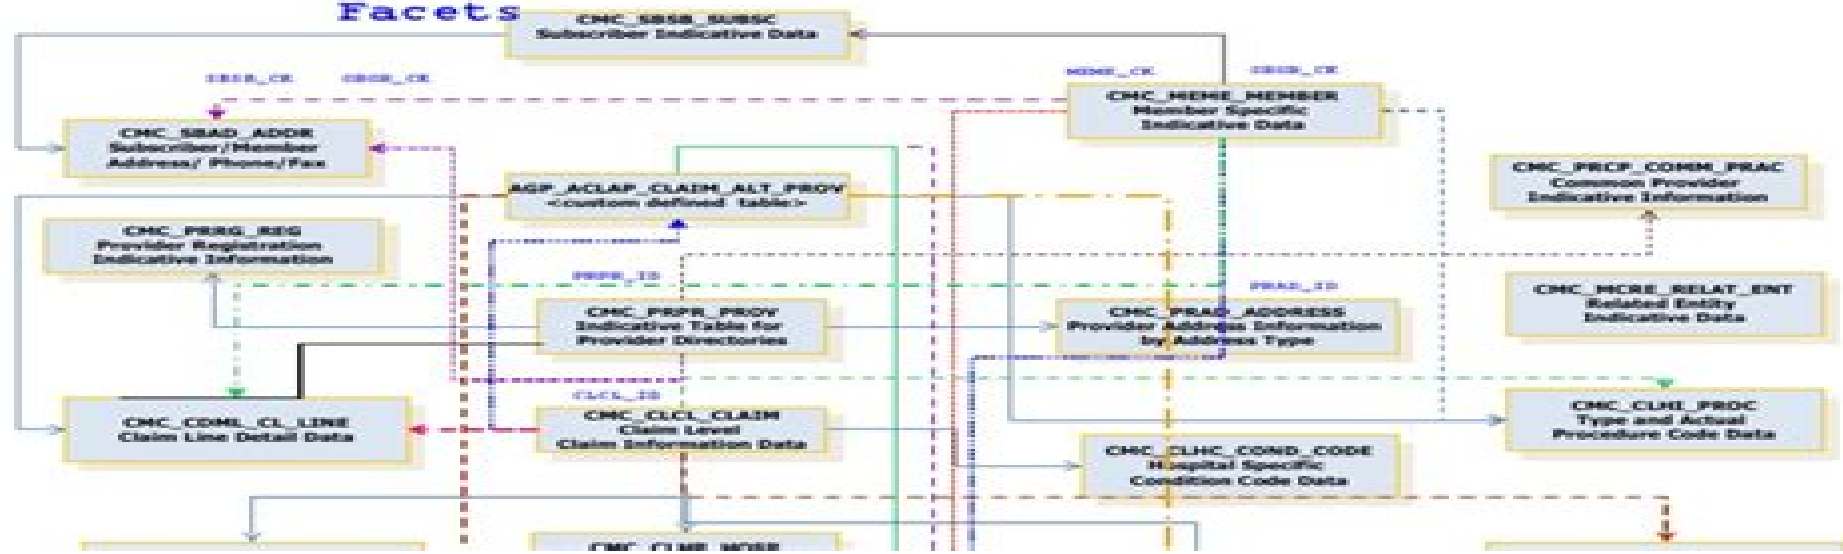 Facets
CMC_SBSB_SUBSC
Subscriber Indicative Data
SBSB_CK
MEME_CK
CMC_MEME_MEMBER
Member Specific
Indicative Data
CMC_SBAD_ADDR
Subscriber/Member
Address/ Phone/Fax
CMC_PRCP_COMM_PRAC
Common Provider
Indicative Information
AGP_ACLAP_CLAIM_ALT_PROV
<custom defined table>
CMC_PRRG_REG
Provider Registration
Indicative Information
PRPR_ID
PRAD_ID
CMC_MCRE_RELAT_ENT
Related Entity
Indicative Data
CMC_PRPR_PROV
Indicative Table for
Provider Directories
CMC_PRAD_ADDRESS
Provider Address Information
by Address Type
CLCL_ID
CMC_CDML_CL_LINE
Claim Line Detail Data
CMC_CLCL_CLAIM
Claim Level
Claim Information Data
CMC_CLHI_PROC
Type and Actual
Procedure Code Data
CMC_CLHC_COND_CODE
Hospital Specific
Condition Code Data